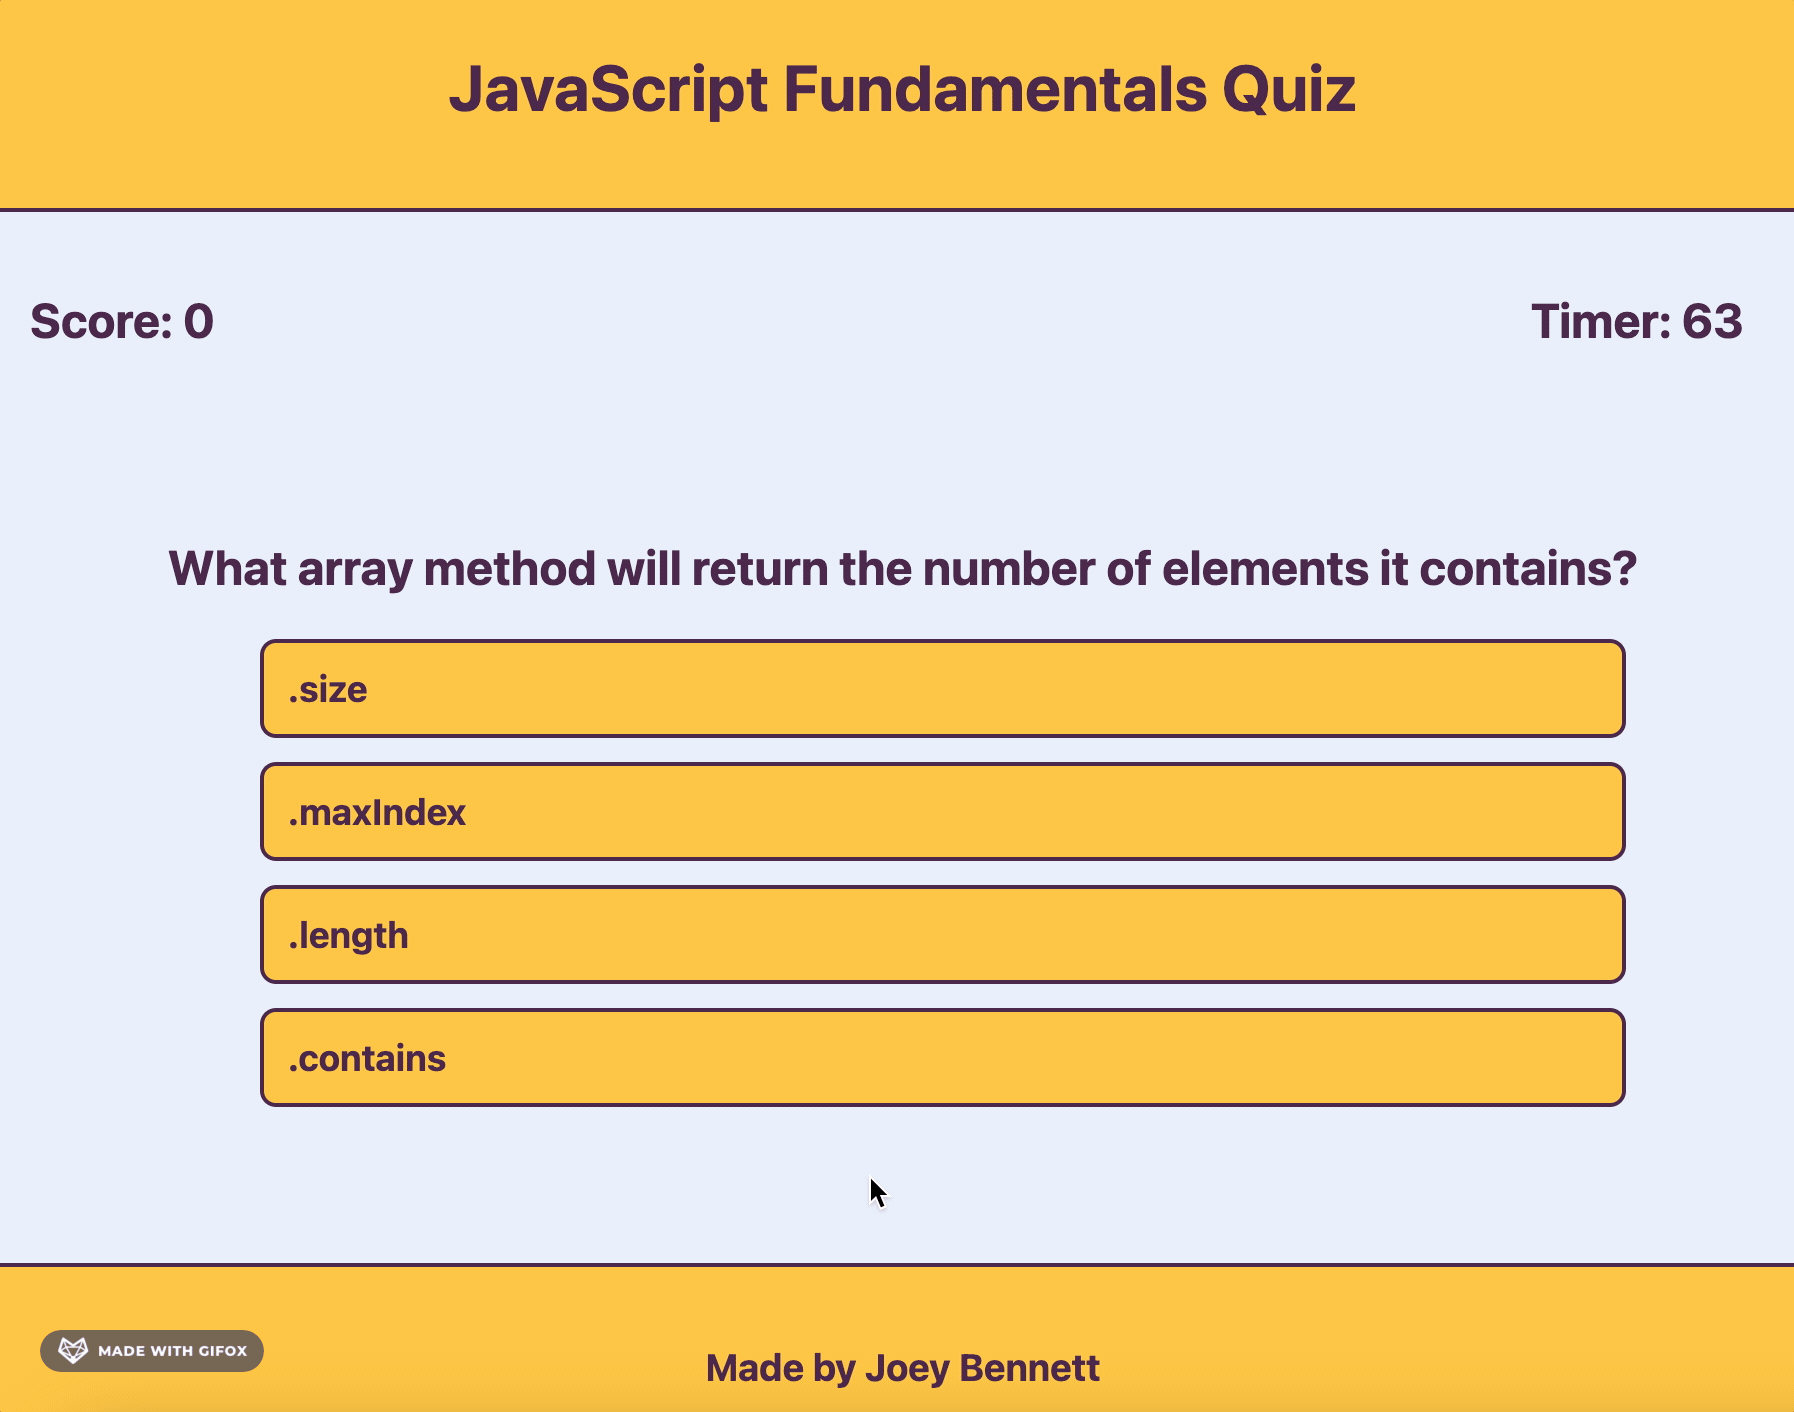 JavaScript Fundamentals Quiz
Score: 0
Timer: 63
What array method will return the number of elements it contains?
.size
.maxIndex
.length
.contains
MADE WITH GIFOX
Made by Joey Bennett